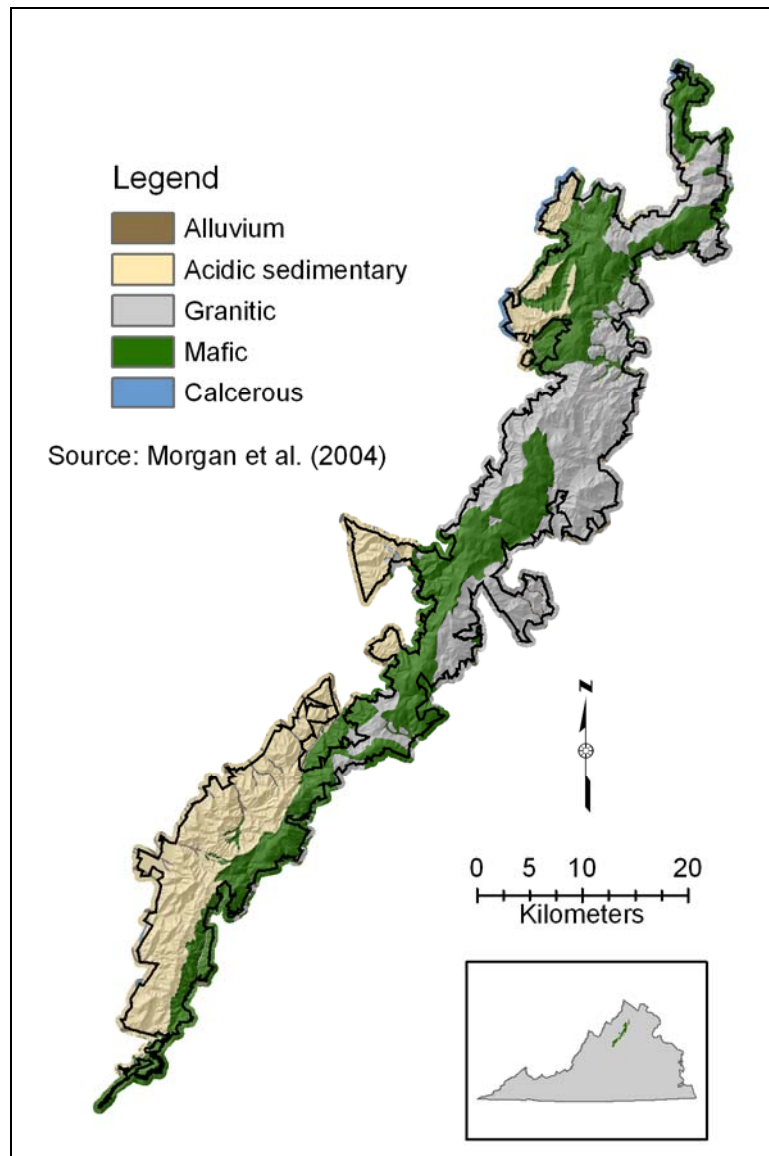 Legend
Alluvium
Acidic sedimentary
Granitic
Mafic
Calcerous
Source: Morgan et al. (2004)
N
0 5 10 20
Kilometers